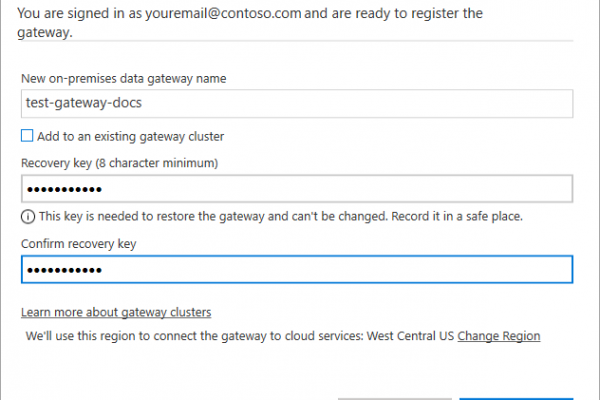 You are signed in as youremail@contoso.com and are ready to register the
gateway.
New on-premises data gateway name
test-gateway-docs
Add to an existing gateway cluster
Recovery key (8 character minimum)
•••••••••••
This key is needed to restore the gateway and can't be changed. Record it in a safe place.
Confirm recovery key
•••••••••••
Learn more about gateway clusters
We'll use this region to connect the gateway to cloud services: West Central US Change Region